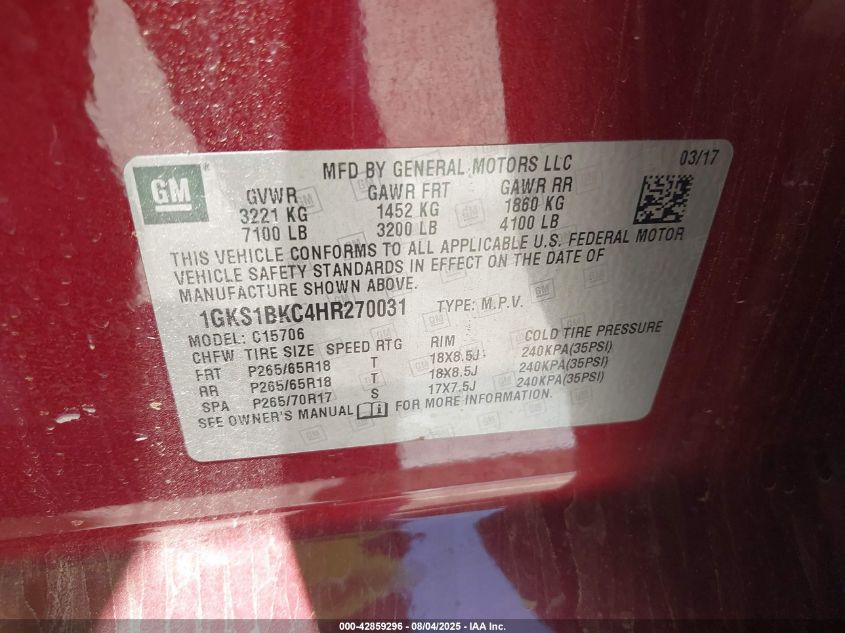 MFD BY GENERAL MOTORS LLC 03/17
GM
GVWR GAWR FRT GAWR RR
3221 KG 1452 KG 1860 KG
7100 LB 3200 LB 4100 LB
THIS VEHICLE CONFORMS TO ALL APPLICABLE U.S. FEDERAL MOTOR
VEHICLE SAFETY STANDARDS IN EFFECT ON THE DATE OF
MANUFACTURE SHOWN ABOVE.
1GKS1BKC4HR270031 TYPE: M.P.V.
MODEL: C15706
CHFW TIRE SIZE SPEED RTG RIM COLD TIRE PRESSURE
FRT P265/65R18 T 18X8.5J 240KPA(35PSI)
RR P265/65R18 T 18X8.5J 240KPA(35PSI)
SPA P265/70R17 S 17X7.5J 240KPA(35PSI)
SEE OWNER'S MANUAL FOR MORE INFORMATION.
000-42859296 - 08/04/2025 - IAA Inc.